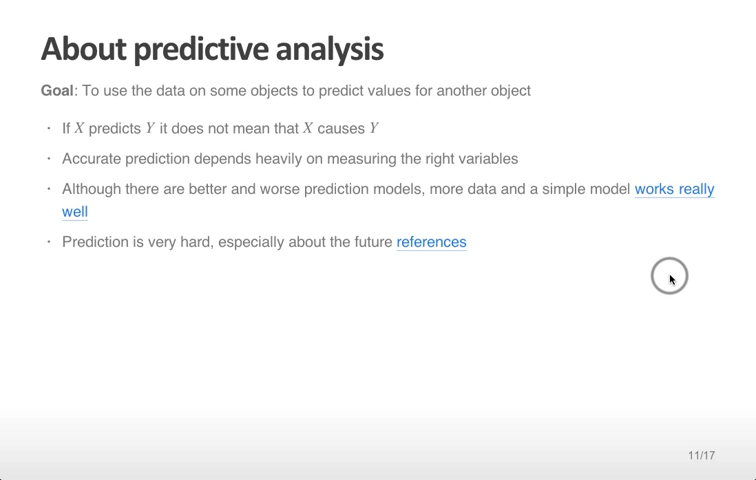 About predictive analysis
Goal: To use the data on some objects to predict values for another object
· If X predicts Y it does not mean that X causes Y
· Accurate prediction depends heavily on measuring the right variables
· Although there are better and worse prediction models, more data and a simple model works really
well
· Prediction is very hard, especially about the future references
11/17